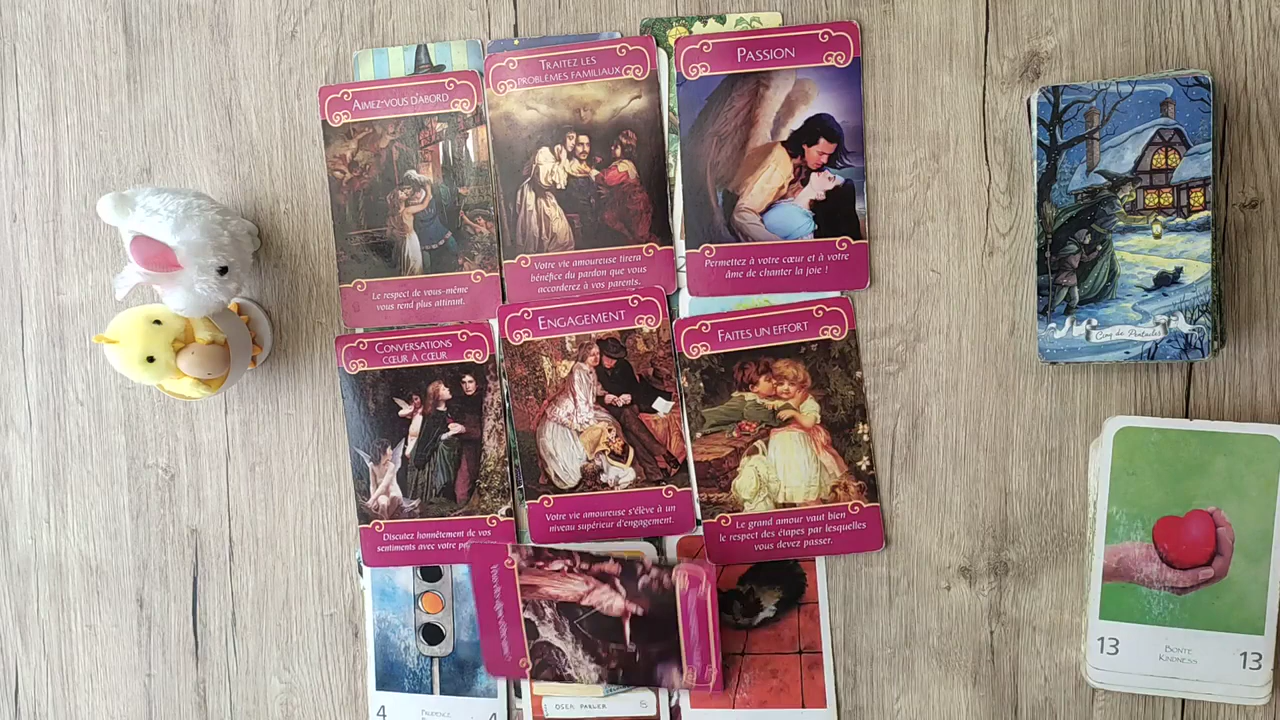 AIMEZ-VOUS D'ABORD
Le respect de vous-même
vous rend plus attirant.
TRAITEZ LES
PROBLÈMES FAMILIAUX
Votre vie amoureuse tirera
bénéfice du pardon que vous
accorderez à vos parents.
PASSION
Permettez à votre cœur et à votre
âme de chanter la joie !
CONVERSATIONS
CŒUR À CŒUR
Discutez honnêtement de vos
sentiments avec votre
ENGAGEMENT
Votre vie amoureuse s'élève à un
niveau supérieur d'engagement.
FAITES UN EFFORT
Le grand amour vaut bien
le respect des étapes par lesquelles
vous devez passer.
4 PRUDENCE 4
OSER PARLER
Cinq de Pentacles
13 BONTÉ 13
KINDNESS